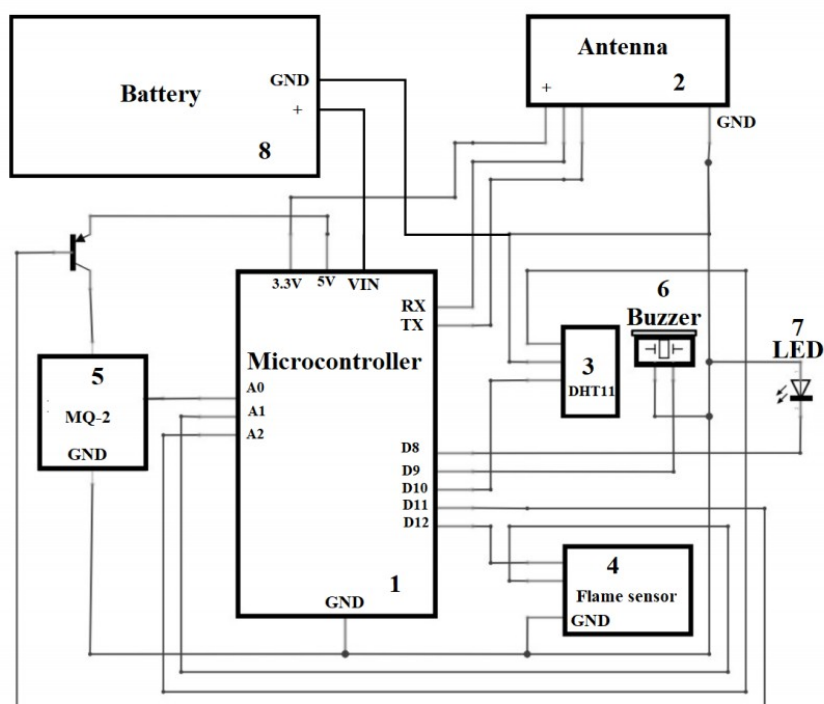 Antenna
2
+
GND
Battery
GND
+
8
3.3V 5V VIN
RX
TX
Microcontroller
A0
A1
A2
D8
D9
D10
D11
D12
1
GND
5
MQ-2
GND
3
DHT11
6
Buzzer
7
LED
4
Flame sensor
GND